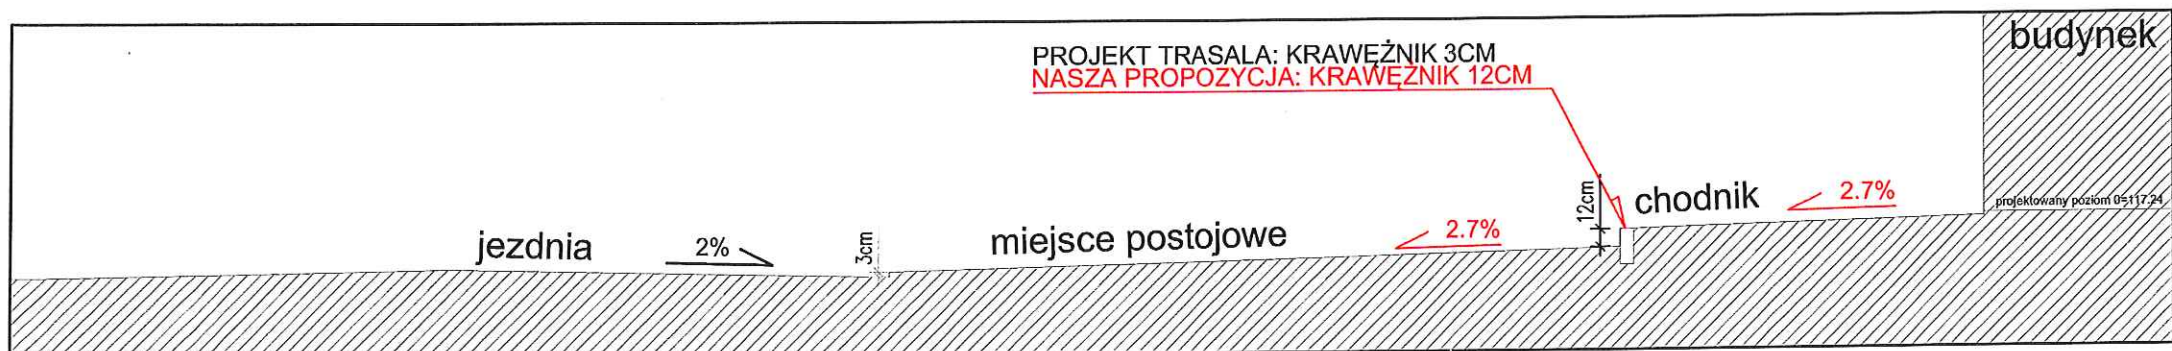 budynek
PROJEKT TRASALA: KRAWĘŻNIK 3CM
NASZA PROPOZYCJA: KRAWĘŻNIK 12CM
12cm
chodnik
2.7%
projektowany poziom 0=117.24
jezdnia
2%
3cm
miejsce postojowe
2.7%